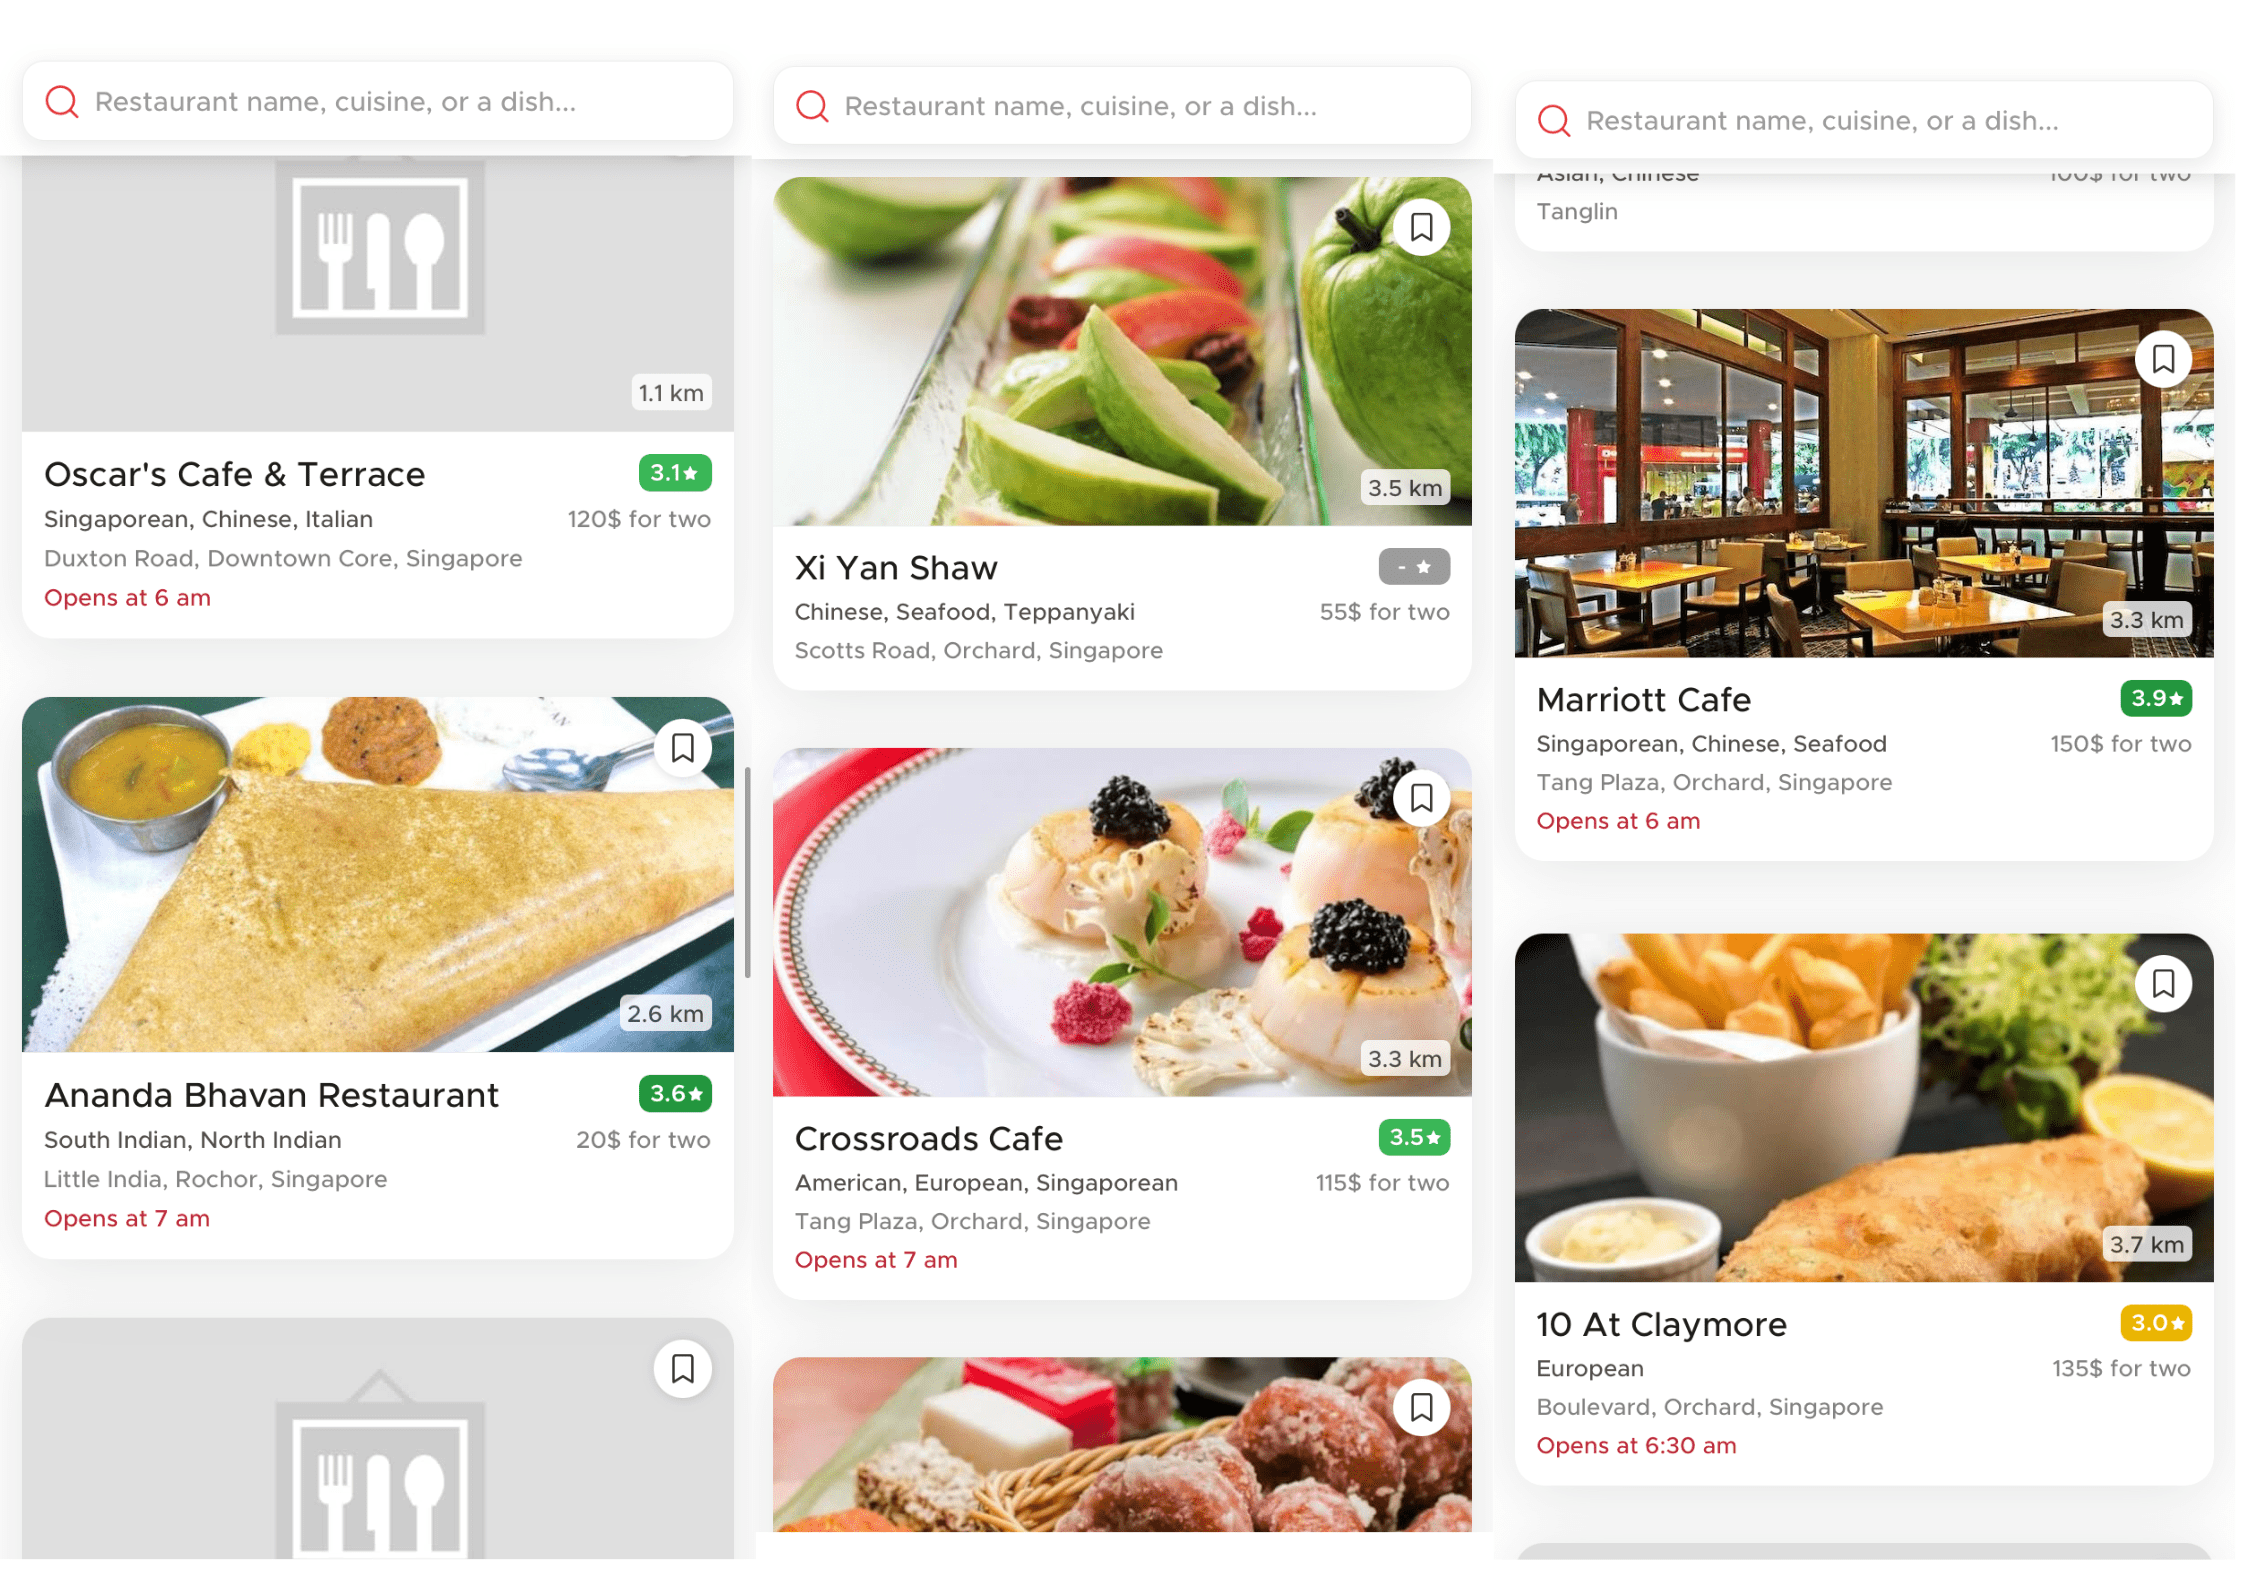 Restaurant name, cuisine, or a dish...
1.1 km
Oscar's Cafe & Terrace
3.1★
Singaporean, Chinese, Italian
120$ for two
Duxton Road, Downtown Core, Singapore
Opens at 6 am
2.6 km
Ananda Bhavan Restaurant
3.6★
South Indian, North Indian
20$ for two
Little India, Rochor, Singapore
Opens at 7 am
Restaurant name, cuisine, or a dish...
3.5 km
Xi Yan Shaw
- ★
Chinese, Seafood, Teppanyaki
55$ for two
Scotts Road, Orchard, Singapore
3.3 km
Crossroads Cafe
3.5★
American, European, Singaporean
115$ for two
Tang Plaza, Orchard, Singapore
Opens at 7 am
Restaurant name, cuisine, or a dish...
Asian, Chinese
100$ for two
Tanglin
3.3 km
Marriott Cafe
3.9★
Singaporean, Chinese, Seafood
150$ for two
Tang Plaza, Orchard, Singapore
Opens at 6 am
3.7 km
10 At Claymore
3.0★
European
135$ for two
Boulevard, Orchard, Singapore
Opens at 6:30 am